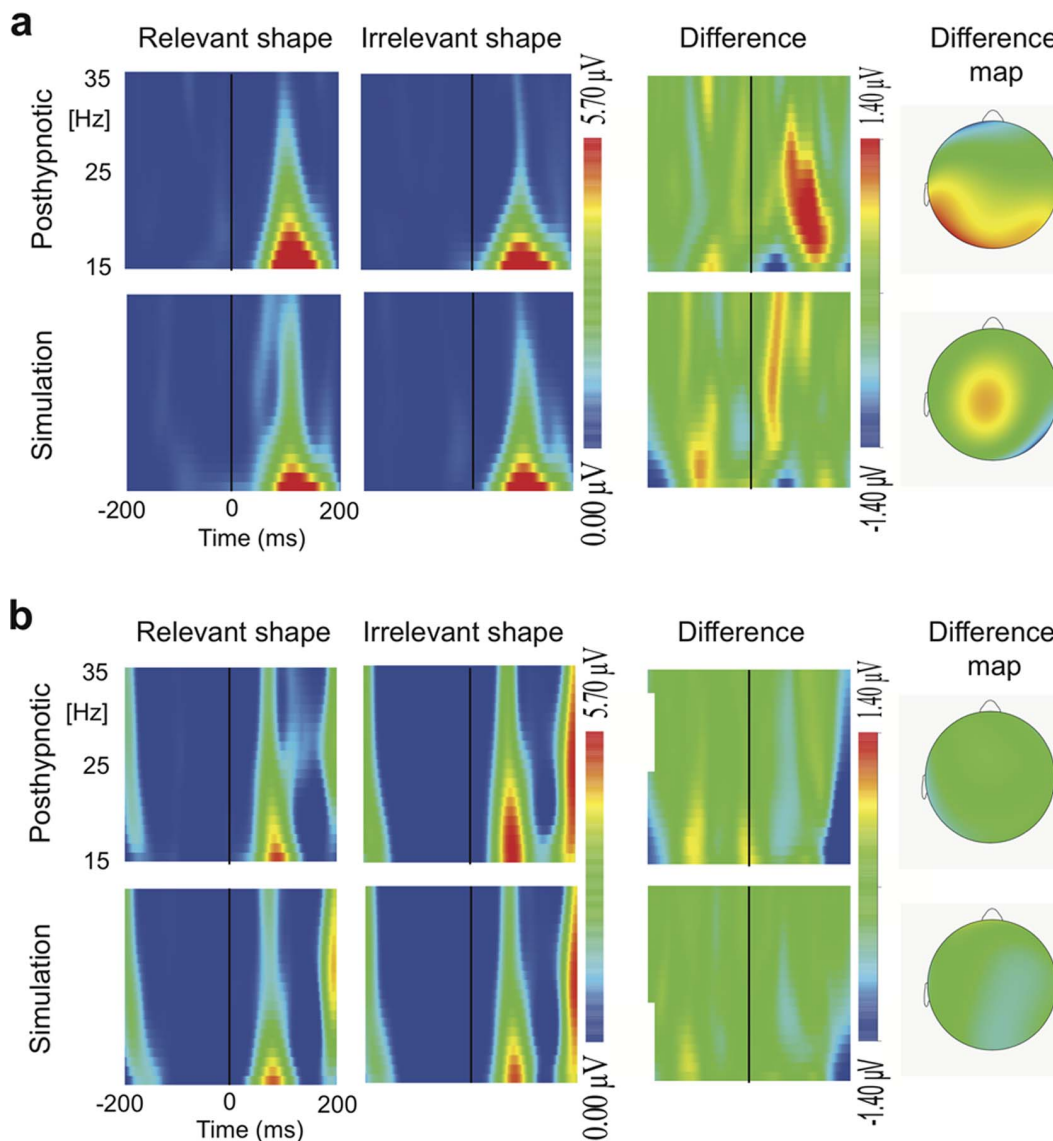 a
Relevant shape
Irrelevant shape
Difference
Difference
map
Posthypnotic
35
[Hz]
25
15
5.70 µV
0.00 µV
1.40 µV
-1.40 µV
Simulation
-200
0
200
Time (ms)
b
Relevant shape
Irrelevant shape
Difference
Difference
map
Posthypnotic
35
[Hz]
25
15
5.70 µV
0.00 µV
1.40 µV
-1.40 µV
Simulation
-200
0
200
Time (ms)